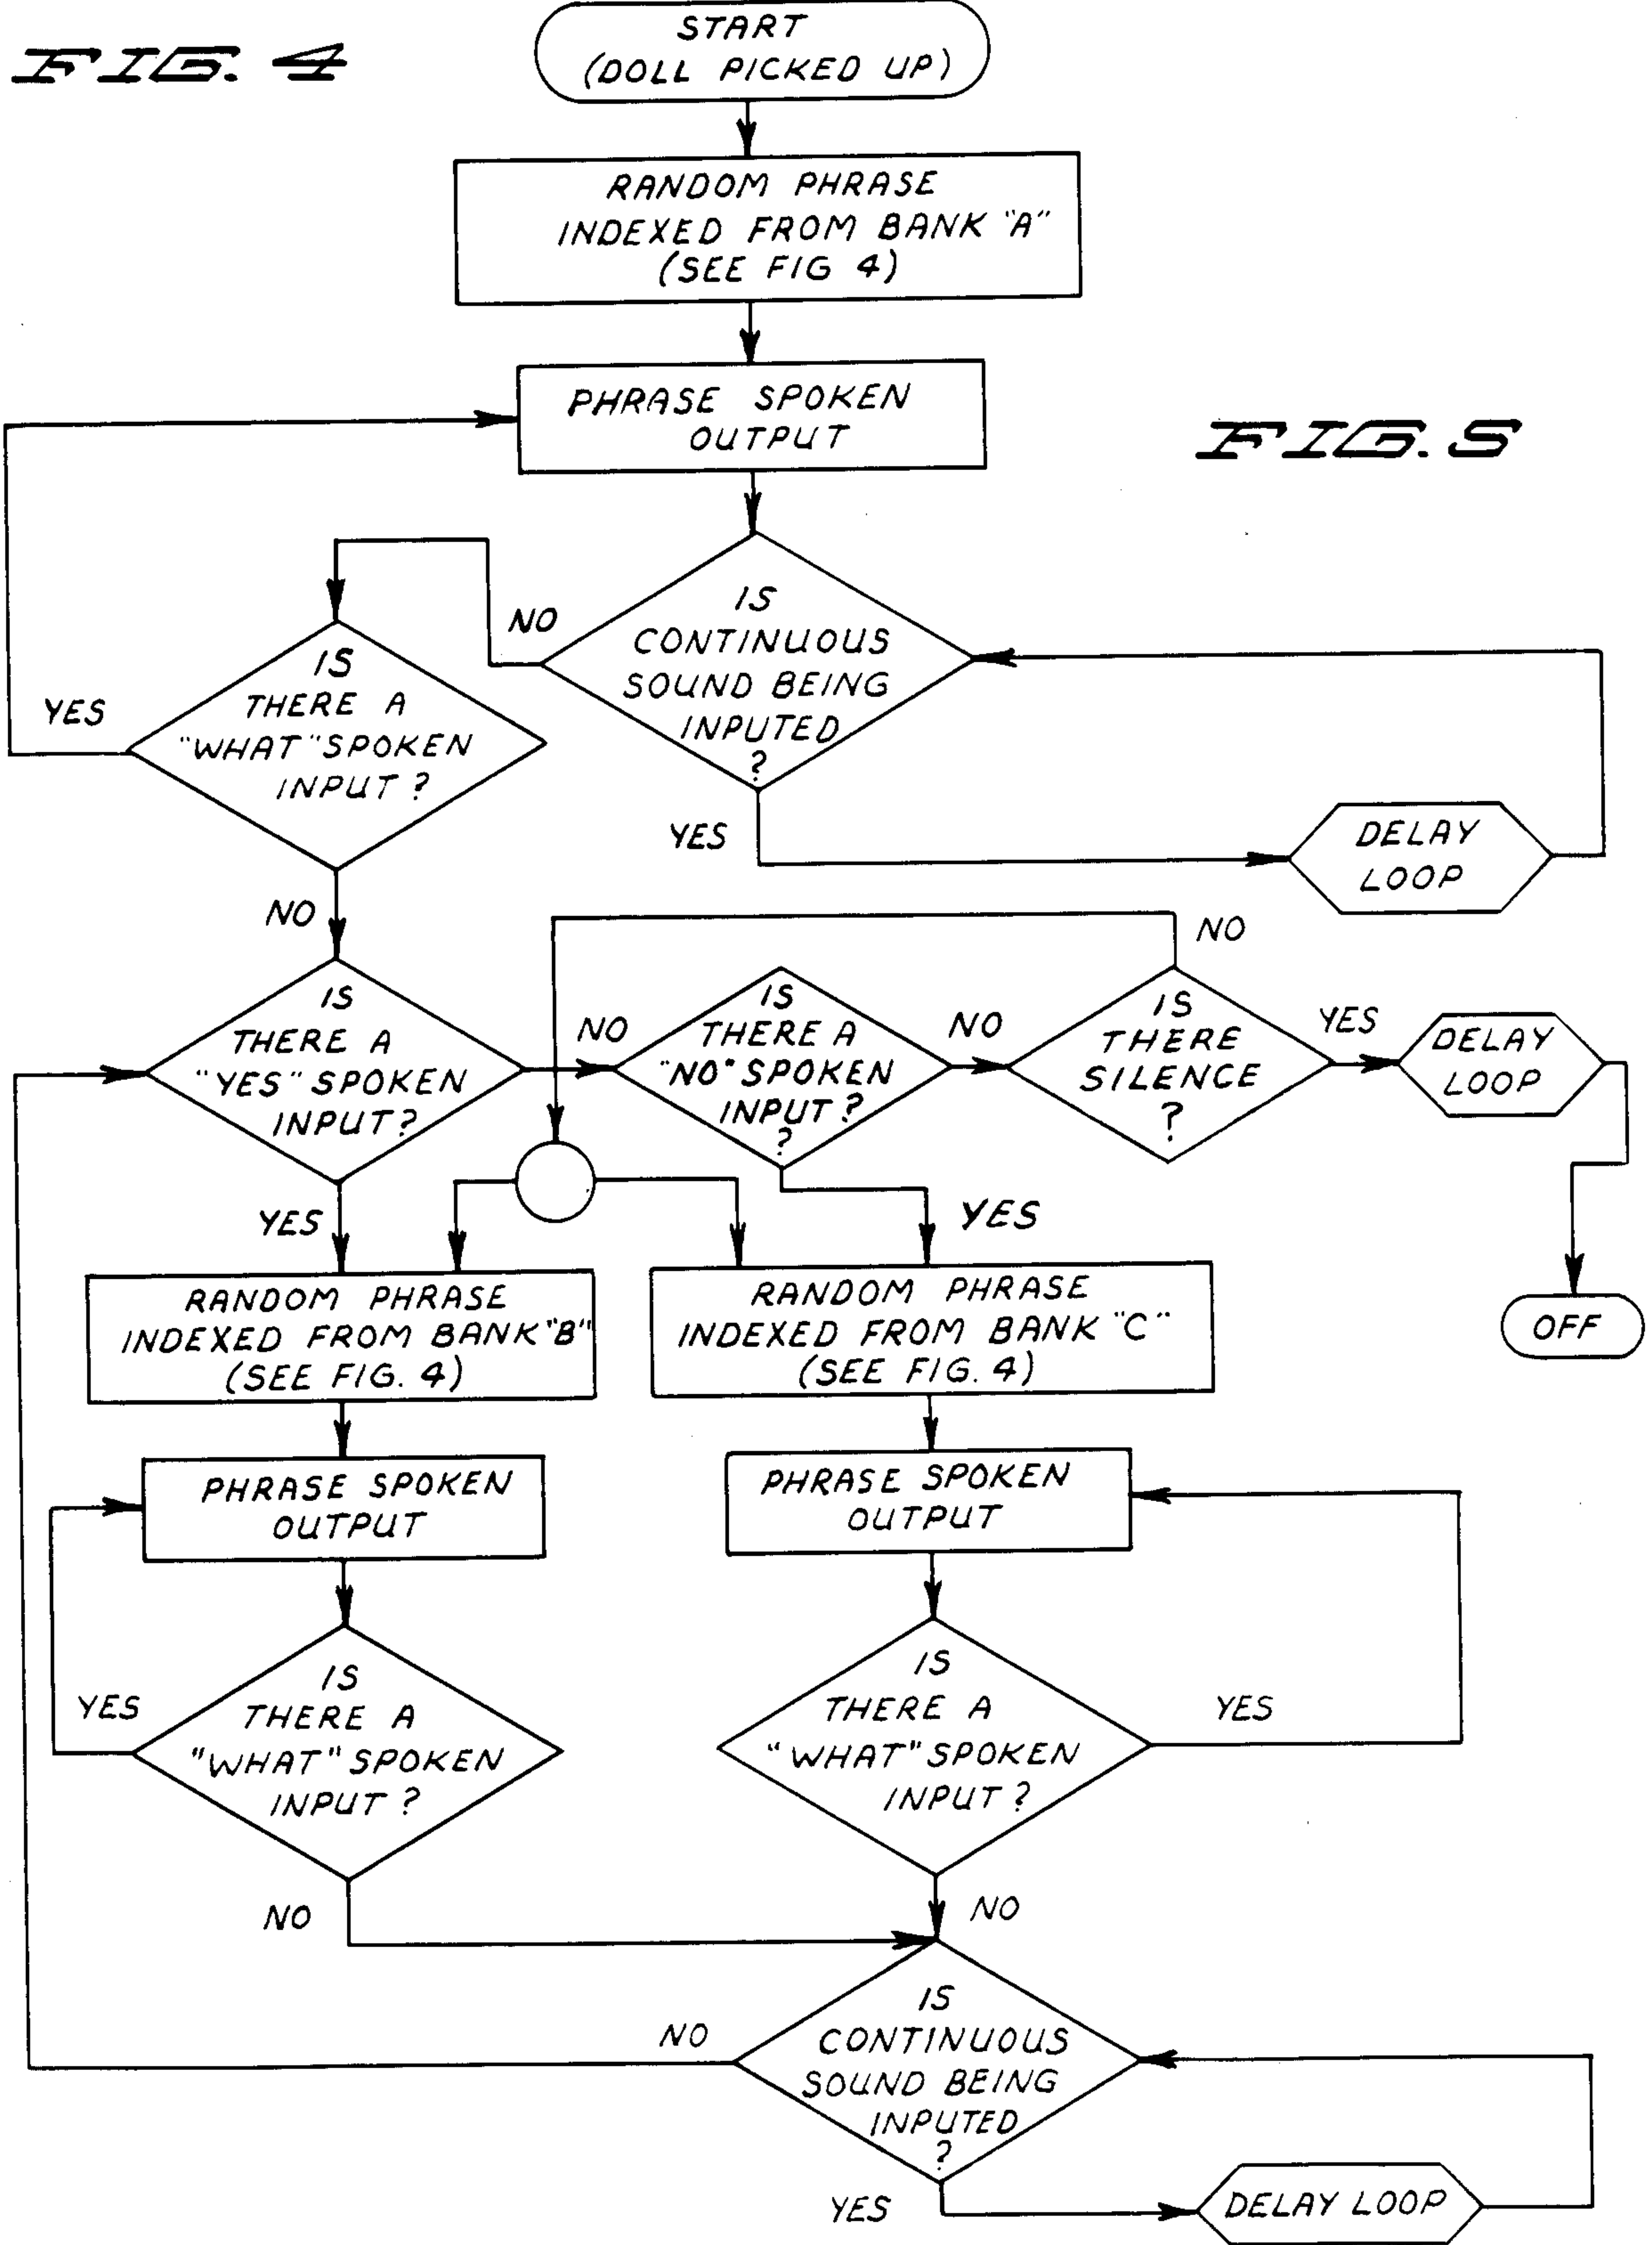 FIG. 4
START
(DOLL PICKED UP)
RANDOM PHRASE
INDEXED FROM BANK "A"
(SEE FIG 4)
PHRASE SPOKEN
OUTPUT
FIG. 5
IS
CONTINUOUS
SOUND BEING
INPUTED
?
NO
YES
DELAY
LOOP
IS
THERE A
"WHAT" SPOKEN
INPUT?
YES
NO
IS
THERE A
"YES" SPOKEN
INPUT?
NO
YES
IS
THERE A
"NO" SPOKEN
INPUT?
?
NO
YES
IS
THERE
SILENCE
?
NO
YES
DELAY
LOOP
OFF
RANDOM PHRASE
INDEXED FROM BANK "B"
(SEE FIG. 4)
RANDOM PHRASE
INDEXED FROM BANK "C"
(SEE FIG. 4)
PHRASE SPOKEN
OUTPUT
PHRASE SPOKEN
OUTPUT
IS
THERE A
"WHAT" SPOKEN
INPUT?
YES
NO
IS
THERE A
"WHAT" SPOKEN
INPUT?
YES
NO
IS
CONTINUOUS
SOUND BEING
INPUTED
?
NO
YES
DELAY LOOP